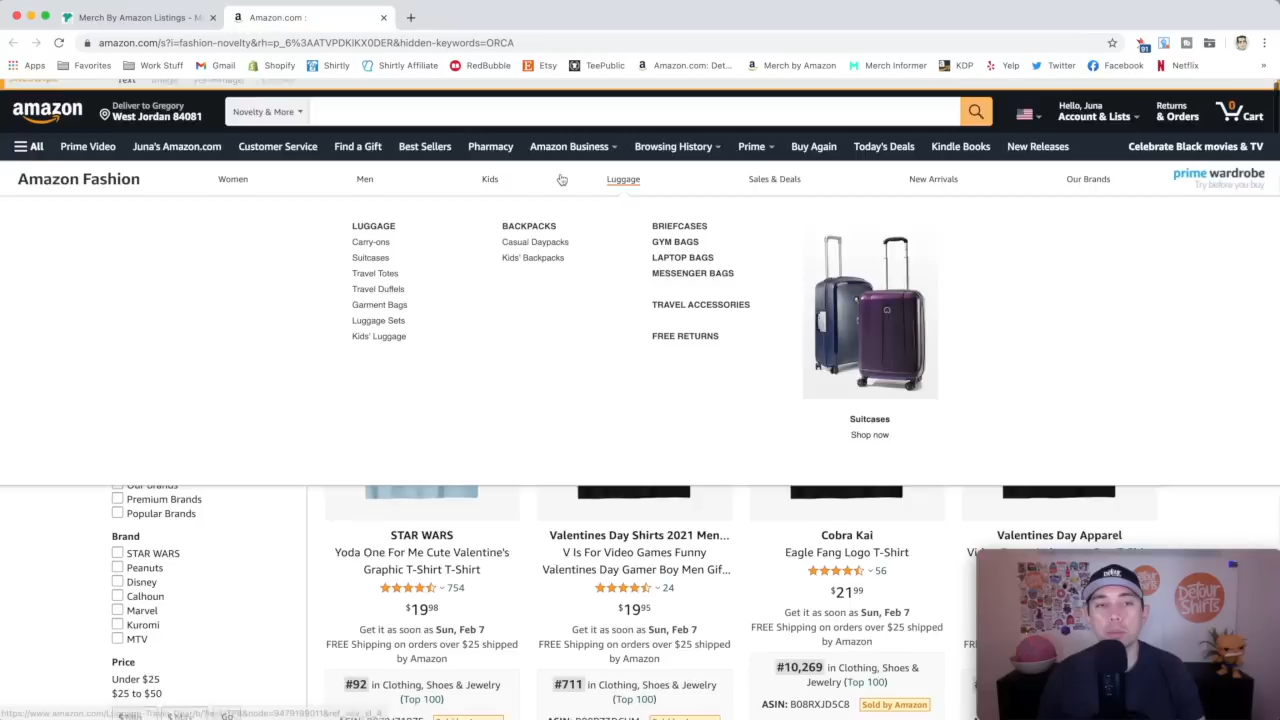 Merch By Amazon Listings - M
Amazon.com :
amazon.com/s?i=fashion-novelty&rh=p_6%3AATVPDKIKX0DER&hidden-keywords=ORCA
91
Apps Favorites Work Stuff Gmail Shopify Shirtly Shirtly Affiliate RedBubble Etsy TeePublic Amazon.com: Det... Merch by Amazon Merch Informer KDP Yelp Twitter Facebook Netflix »
amazon Deliver to Gregory Novelty & More Hello, Juna Returns 0
West Jordan 84081 Account & Lists & Orders Cart
All Prime Video Juna's Amazon.com Customer Service Find a Gift Best Sellers Pharmacy Amazon Business Browsing History Prime Buy Again Today's Deals Kindle Books New Releases Celebrate Black movies & TV
Amazon Fashion Women Men Kids Luggage Sales & Deals New Arrivals Our Brands prime wardrobe
Try before you buy
LUGGAGE
Carry-ons
Suitcases
Travel Totes
Travel Duffels
Garment Bags
Luggage Sets
Kids' Luggage
BACKPACKS
Casual Daypacks
Kids' Backpacks
BRIEFCASES
GYM BAGS
LAPTOP BAGS
MESSENGER BAGS
TRAVEL ACCESSORIES
FREE RETURNS
Suitcases
Shop now
Our Brands
Premium Brands
Popular Brands
Brand
STAR WARS
Peanuts
Disney
Calhoun
Marvel
Kuromi
MTV
Price
Under $25
$25 to $50
$ Min $ Max Go
STAR WARS
Yoda One For Me Cute Valentine's
Graphic T-Shirt T-Shirt
754
$19.98
Get it as soon as Sun, Feb 7
FREE Shipping on orders over $25 shipped
by Amazon
#92 in Clothing, Shoes & Jewelry
(Top 100)
Valentines Day Shirts 2021 Men...
V Is For Video Games Funny
Valentines Day Gamer Boy Men Gif...
24
$19.95
Get it as soon as Sun, Feb 7
FREE Shipping on orders over $25 shipped
by Amazon
#711 in Clothing, Shoes & Jewelry
(Top 100)
Cobra Kai
Eagle Fang Logo T-Shirt
56
$21.99
Get it as soon as Sun, Feb 7
FREE Shipping on orders over $25 shipped
by Amazon
#10,269 in Clothing, Shoes &
Jewelry (Top 100)
ASIN: B08RXJD5C8 Sold by Amazon
Valentines Day Apparel
DETOUR
SHIRTS